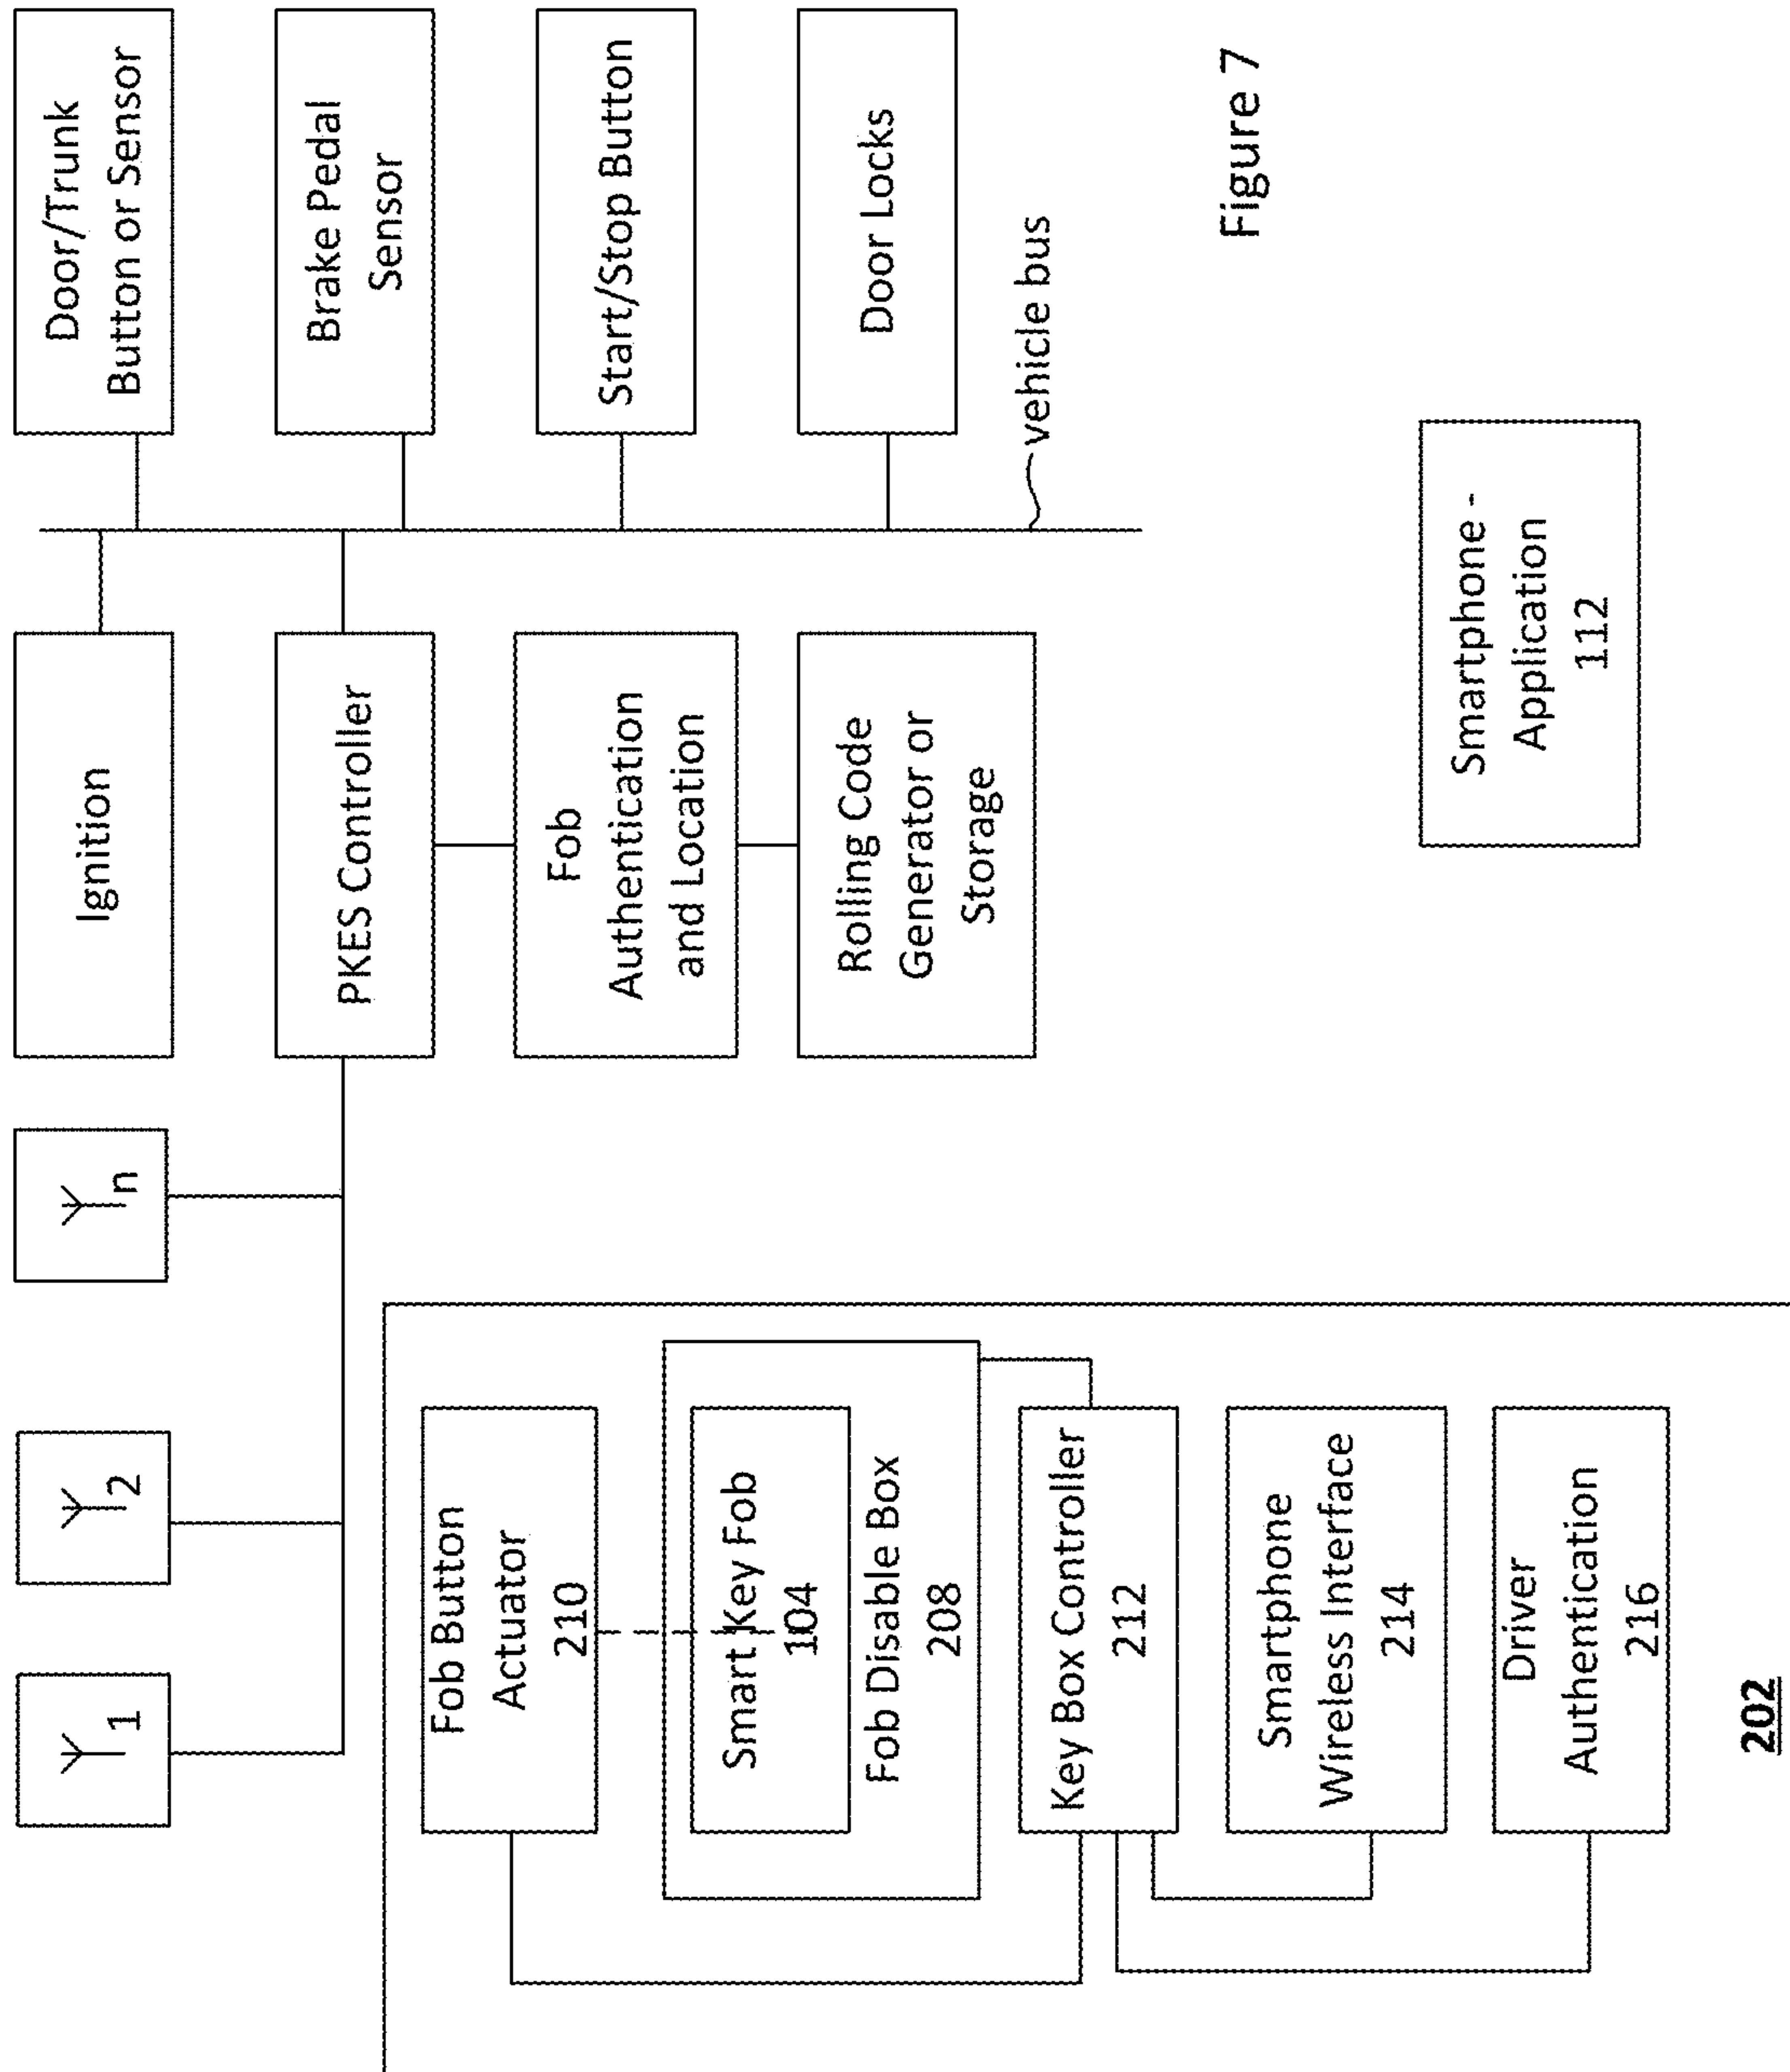 1
2
n
Ignition
Door/Trunk
Button or Sensor
PKES Controller
Brake Pedal
Sensor
Fob
Authentication
and Location
Start/Stop Button
Rolling Code
Generator or
Storage
Door Locks
vehicle bus
Fob Button
Actuator
210
Smart Key Fob
104
Fob Disable Box
208
Key Box Controller
212
Smartphone
Wireless Interface
214
Driver
Authentication
216
202
Smartphone -
Application
112
Figure 7